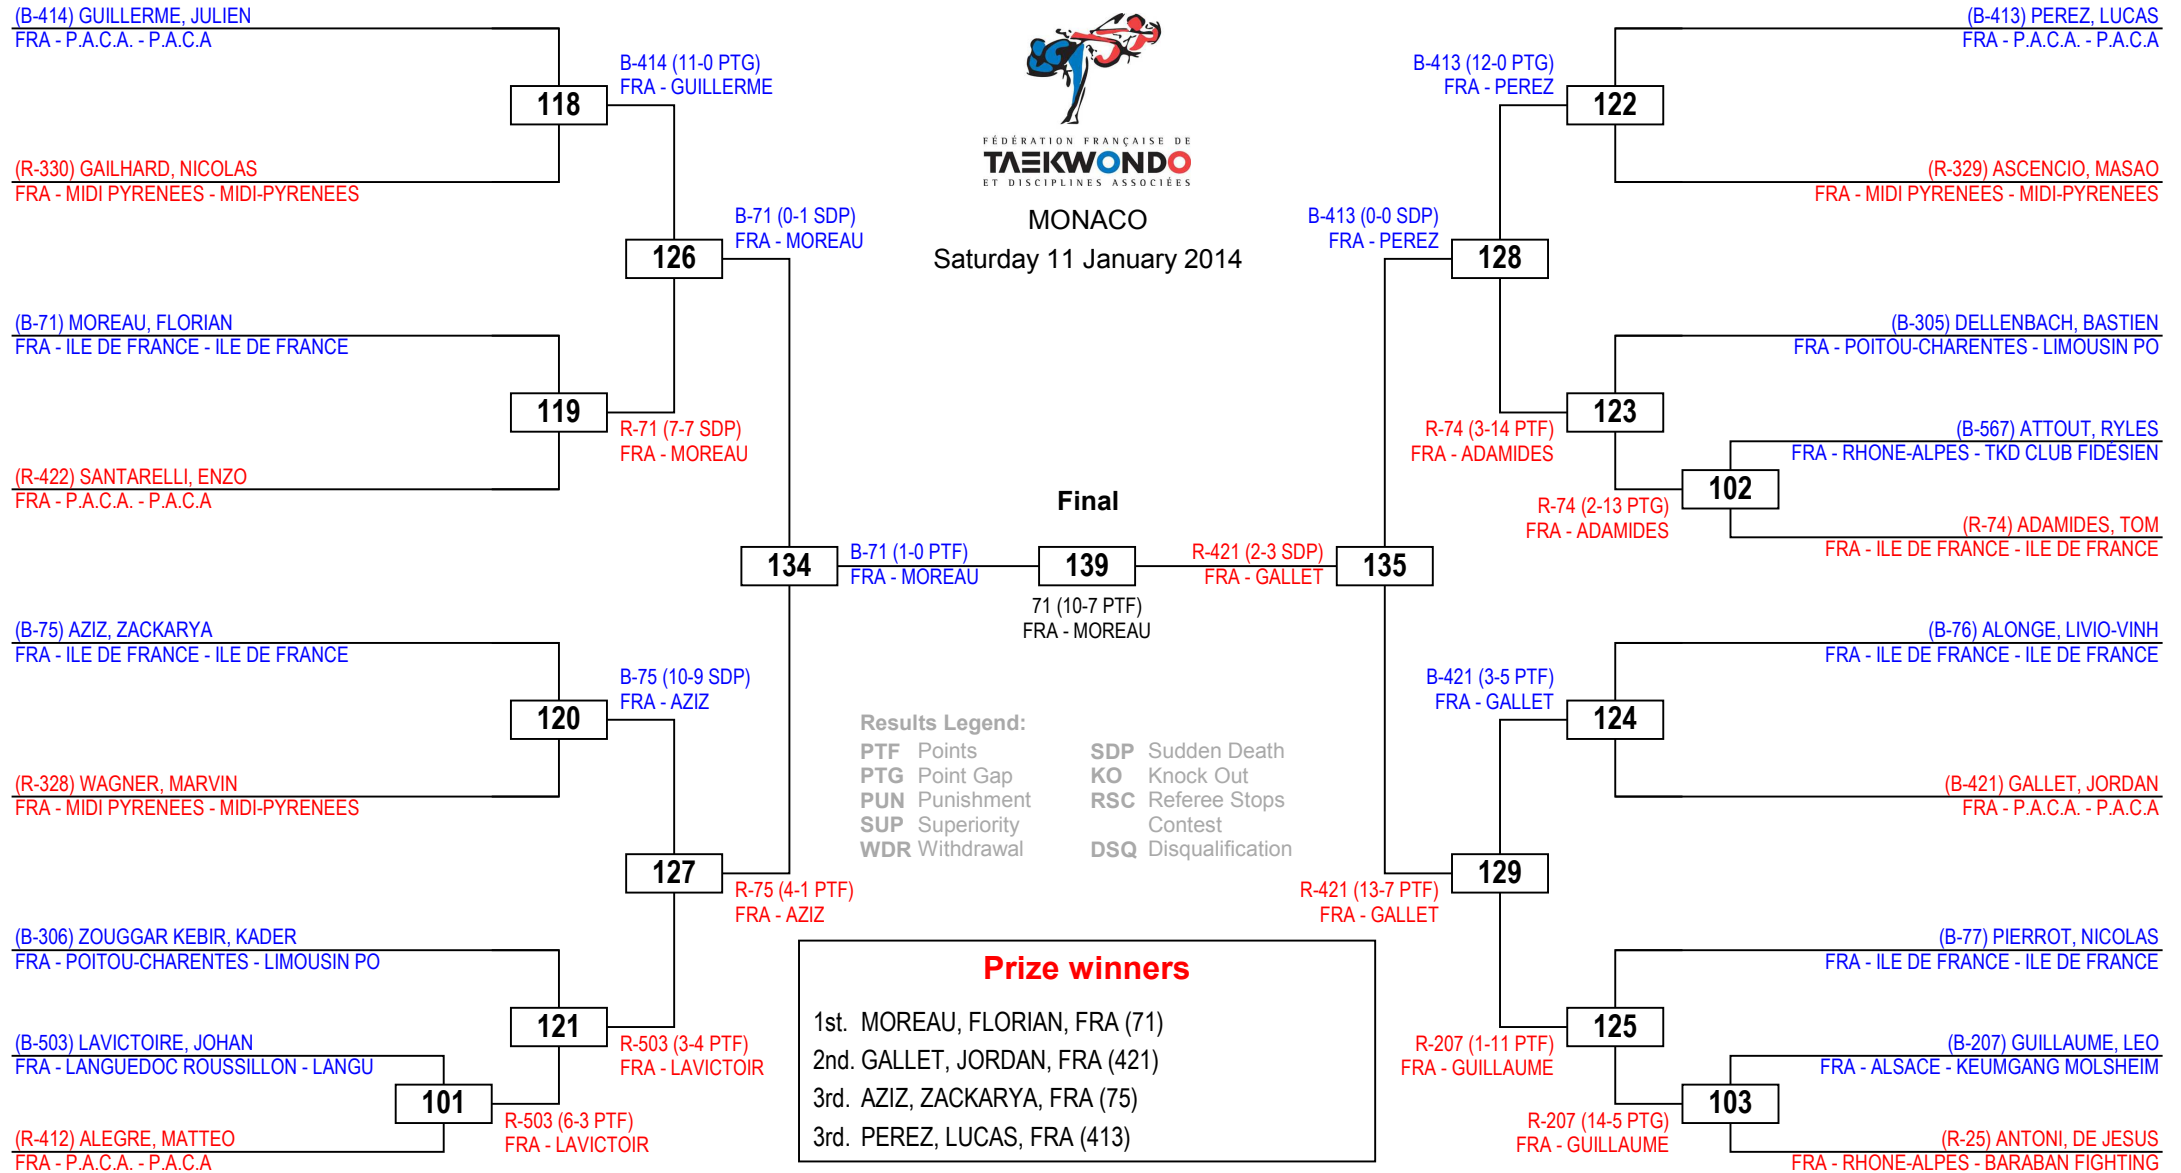 (B-414) GUILLERME, JULIEN
FRA - P.A.C.A. - P.A.C.A
B-414 (11-0 PTG)
FRA - GUILLERME
118
(R-330) GAILHARD, NICOLAS
FRA - MIDI PYRENEES - MIDI-PYRENEES
B-71 (0-1 SDP)
FRA - MOREAU
126
(B-71) MOREAU, FLORIAN
FRA - ILE DE FRANCE - ILE DE FRANCE
119
R-71 (7-7 SDP)
FRA - MOREAU
(R-422) SANTARELLI, ENZO
FRA - P.A.C.A. - P.A.C.A
134
B-71 (1-0 PTF)
FRA - MOREAU
(B-75) AZIZ, ZACKARYA
FRA - ILE DE FRANCE - ILE DE FRANCE
B-75 (10-9 SDP)
FRA - AZIZ
120
(R-328) WAGNER, MARVIN
FRA - MIDI PYRENEES - MIDI-PYRENEES
127
R-75 (4-1 PTF)
FRA - AZIZ
(B-306) ZOUGGAR KEBIR, KADER
FRA - POITOU-CHARENTES - LIMOUSIN PO
121
R-503 (3-4 PTF)
FRA - LAVICTOIR
(B-503) LAVICTOIRE, JOHAN
FRA - LANGUEDOC ROUSSILLON - LANGU
101
R-503 (6-3 PTF)
FRA - LAVICTOIR
(R-412) ALEGRE, MATTEO
FRA - P.A.C.A. - P.A.C.A
FÉDÉRATION FRANÇAISE DE
TAEKWONDO
ET DISCIPLINES ASSOCIÉES
MONACO
Saturday 11 January 2014
Final
139
71 (10-7 PTF)
FRA - MOREAU
Results Legend:
PTF Points
PTG Point Gap
PUN Punishment
SUP Superiority
WDR Withdrawal
SDP Sudden Death
KO Knock Out
RSC Referee Stops
Contest
DSQ Disqualification
Prize winners
1st. MOREAU, FLORIAN, FRA (71)
2nd. GALLET, JORDAN, FRA (421)
3rd. AZIZ, ZACKARYA, FRA (75)
3rd. PEREZ, LUCAS, FRA (413)
(B-413) PEREZ, LUCAS
FRA - P.A.C.A. - P.A.C.A
B-413 (12-0 PTG)
FRA - PEREZ
122
(R-329) ASCENCIO, MASAO
FRA - MIDI PYRENEES - MIDI-PYRENEES
B-413 (0-0 SDP)
FRA - PEREZ
128
(B-305) DELLENBACH, BASTIEN
FRA - POITOU-CHARENTES - LIMOUSIN PO
123
R-74 (3-14 PTF)
FRA - ADAMIDES
(B-567) ATTOUT, RYLES
FRA - RHONE-ALPES - TKD CLUB FIDÉSIEN
102
R-74 (2-13 PTG)
FRA - ADAMIDES
(R-74) ADAMIDES, TOM
FRA - ILE DE FRANCE - ILE DE FRANCE
R-421 (2-3 SDP)
FRA - GALLET
135
(B-76) ALONGE, LIVIO-VINH
FRA - ILE DE FRANCE - ILE DE FRANCE
B-421 (3-5 PTF)
FRA - GALLET
124
(B-421) GALLET, JORDAN
FRA - P.A.C.A. - P.A.C.A
129
R-421 (13-7 PTF)
FRA - GALLET
(B-77) PIERROT, NICOLAS
FRA - ILE DE FRANCE - ILE DE FRANCE
125
R-207 (1-11 PTF)
FRA - GUILLAUME
(B-207) GUILLAUME, LEO
FRA - ALSACE - KEUMGANG MOLSHEIM
103
R-207 (14-5 PTG)
FRA - GUILLAUME
(R-25) ANTONI, DE JESUS
FRA - RHONE-ALPES - BARABAN FIGHTING